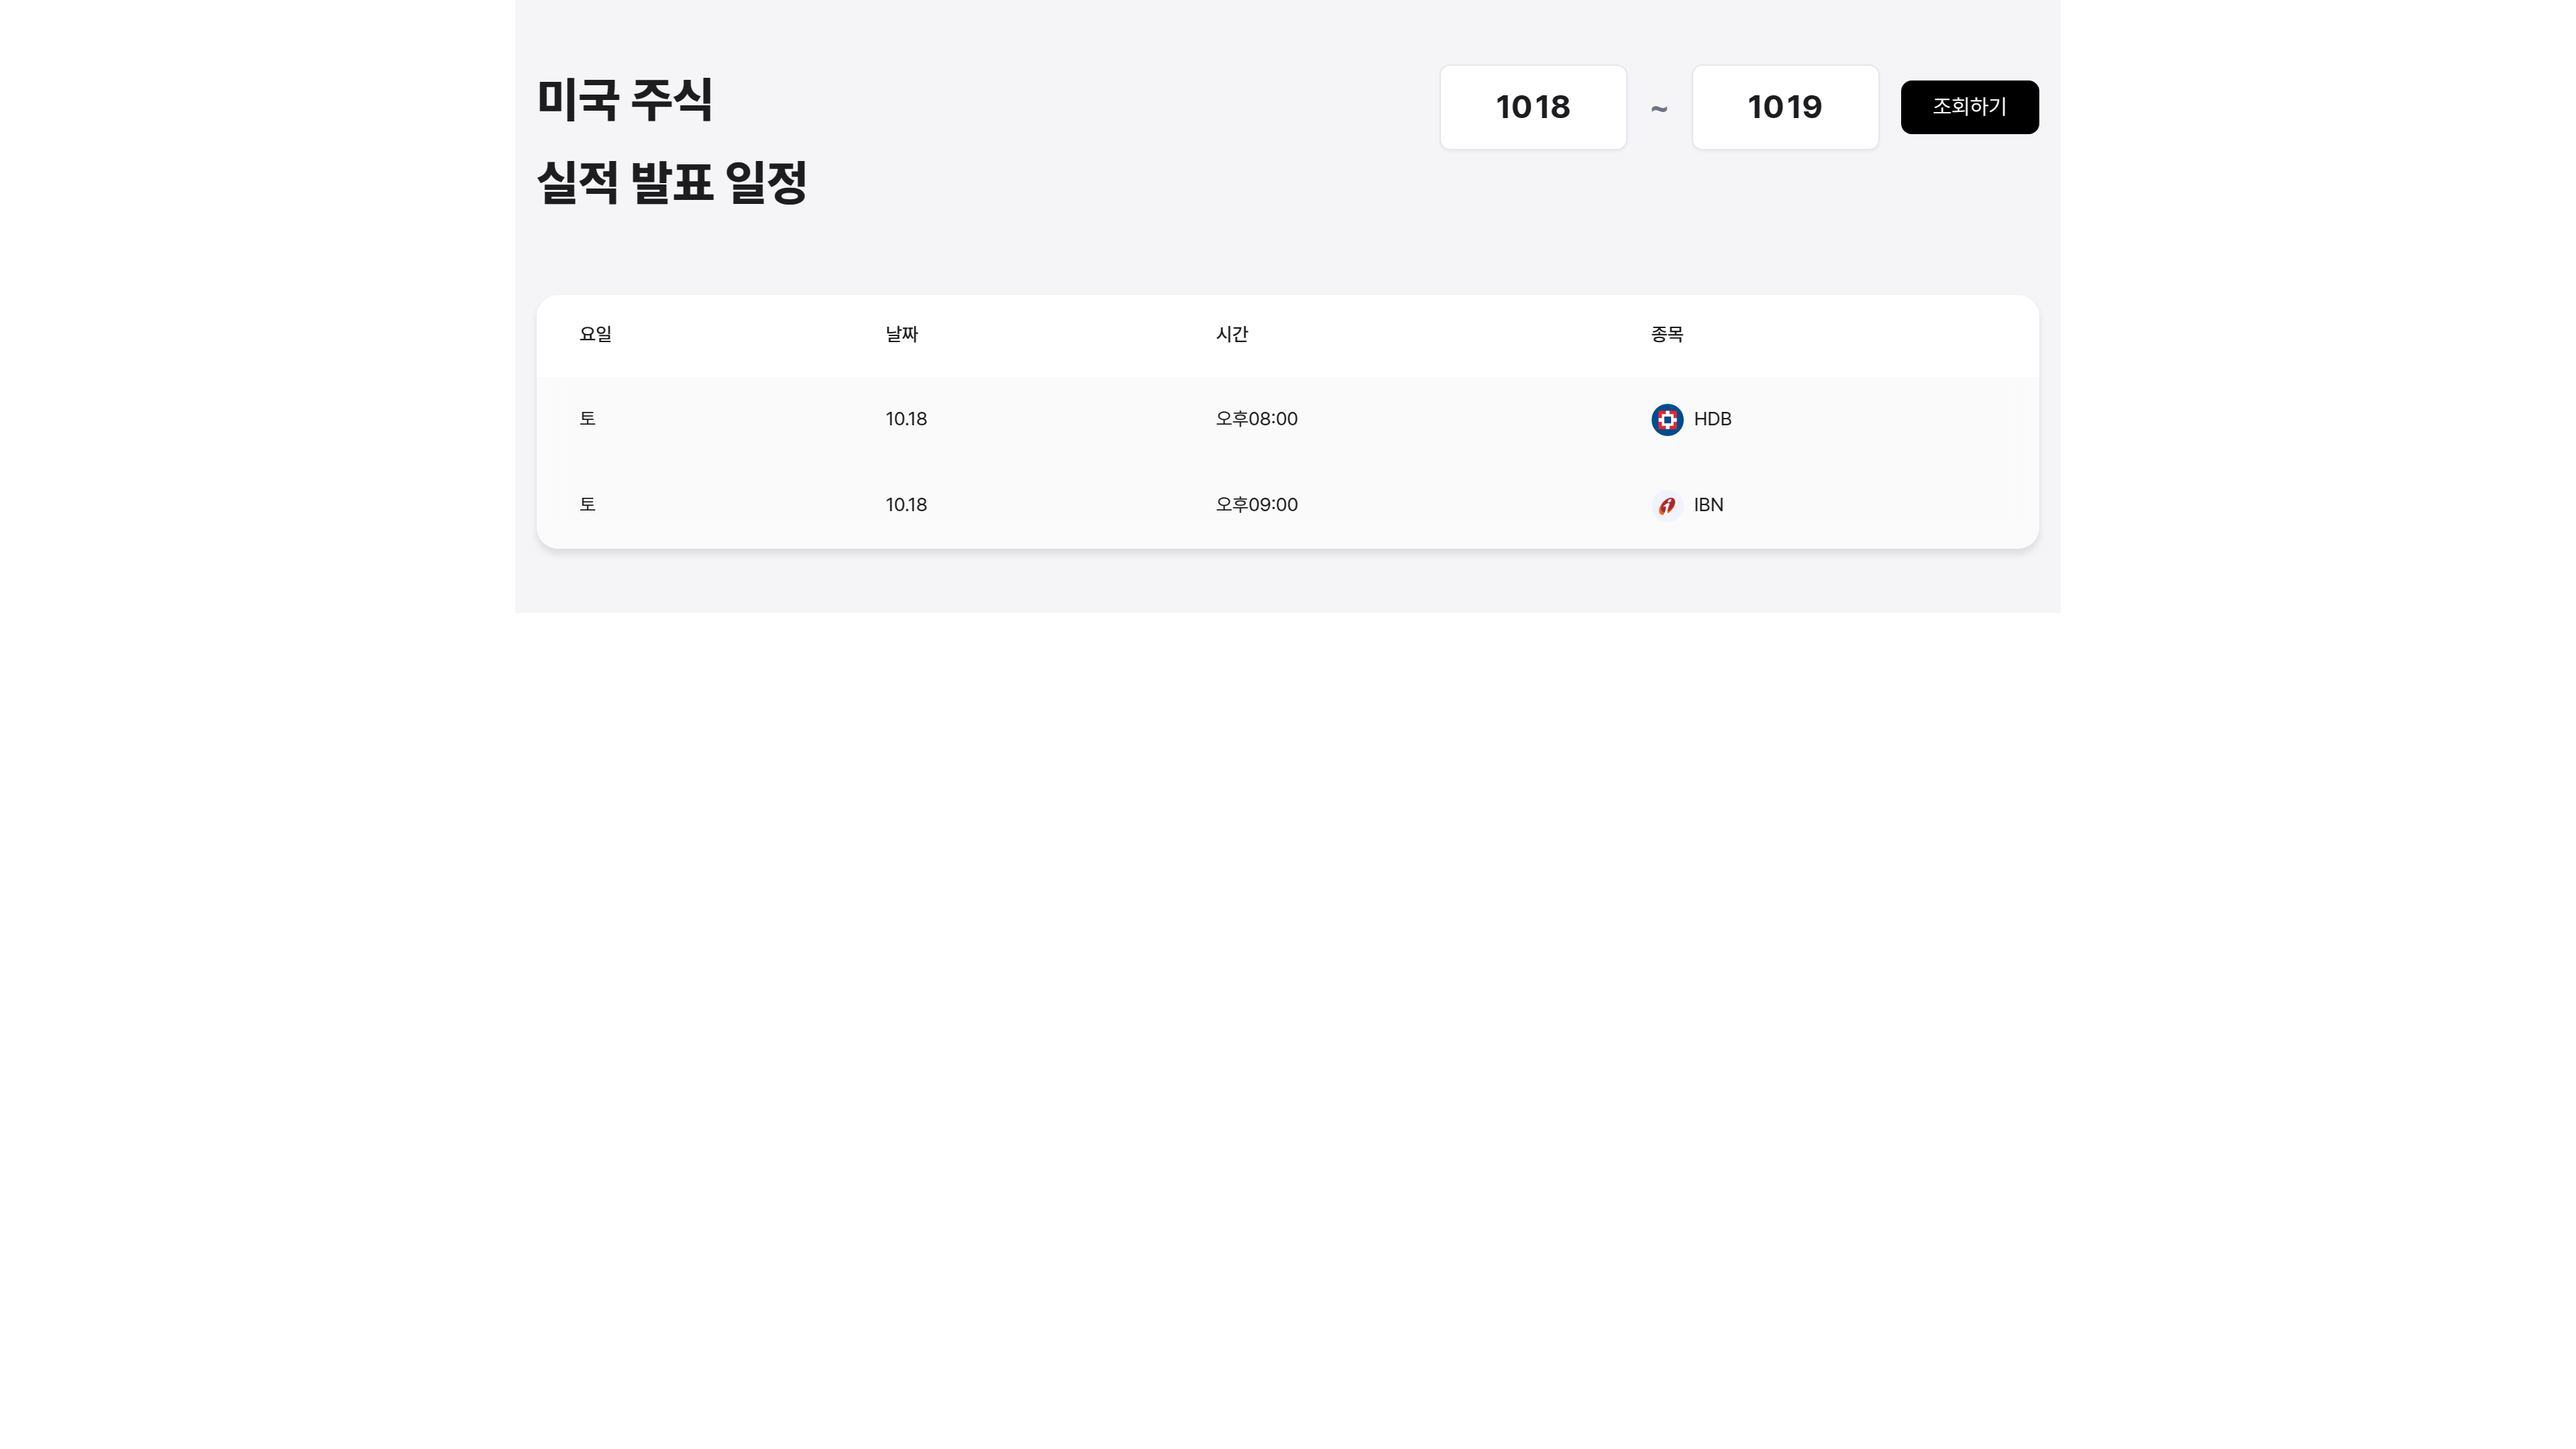 미국 주식
실적 발표 일정
1018 ~ 1019 조회하기
요일 날짜 시간 종목
토 10.18 오후08:00 HDB
토 10.18 오후09:00 IBN